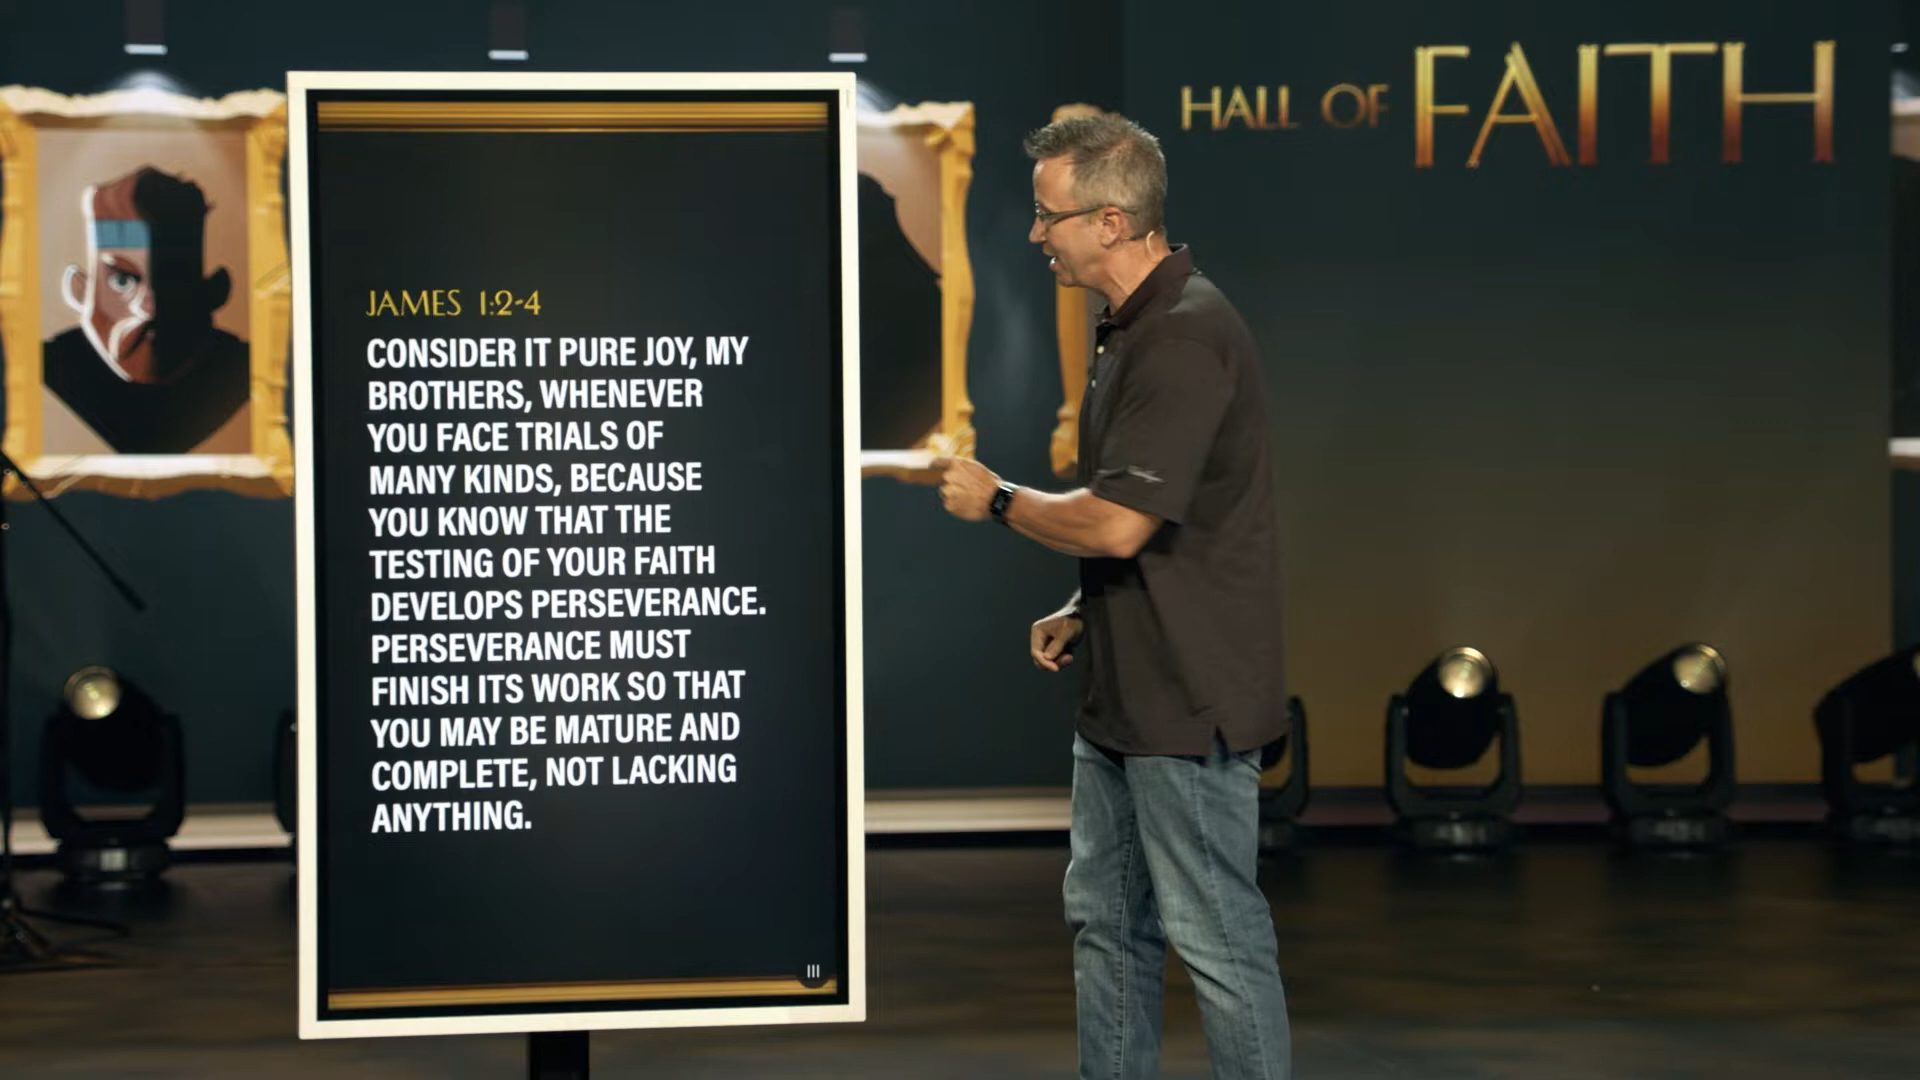 HALL OF FAITH
JAMES 1:2-4
CONSIDER IT PURE JOY, MY
BROTHERS, WHENEVER
YOU FACE TRIALS OF
MANY KINDS, BECAUSE
YOU KNOW THAT THE
TESTING OF YOUR FAITH
DEVELOPS PERSEVERANCE.
PERSEVERANCE MUST
FINISH ITS WORK SO THAT
YOU MAY BE MATURE AND
COMPLETE, NOT LACKING
ANYTHING.